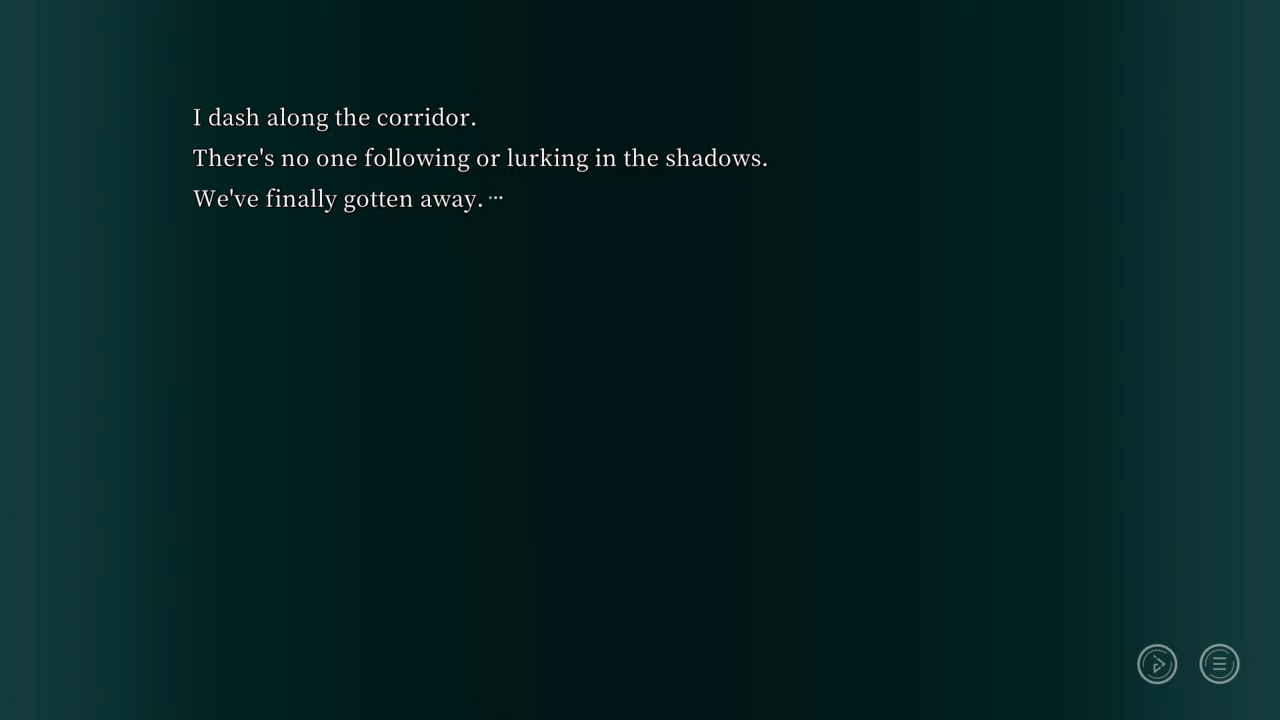 I dash along the corridor.
There's no one following or lurking in the shadows.
We've finally gotten away.